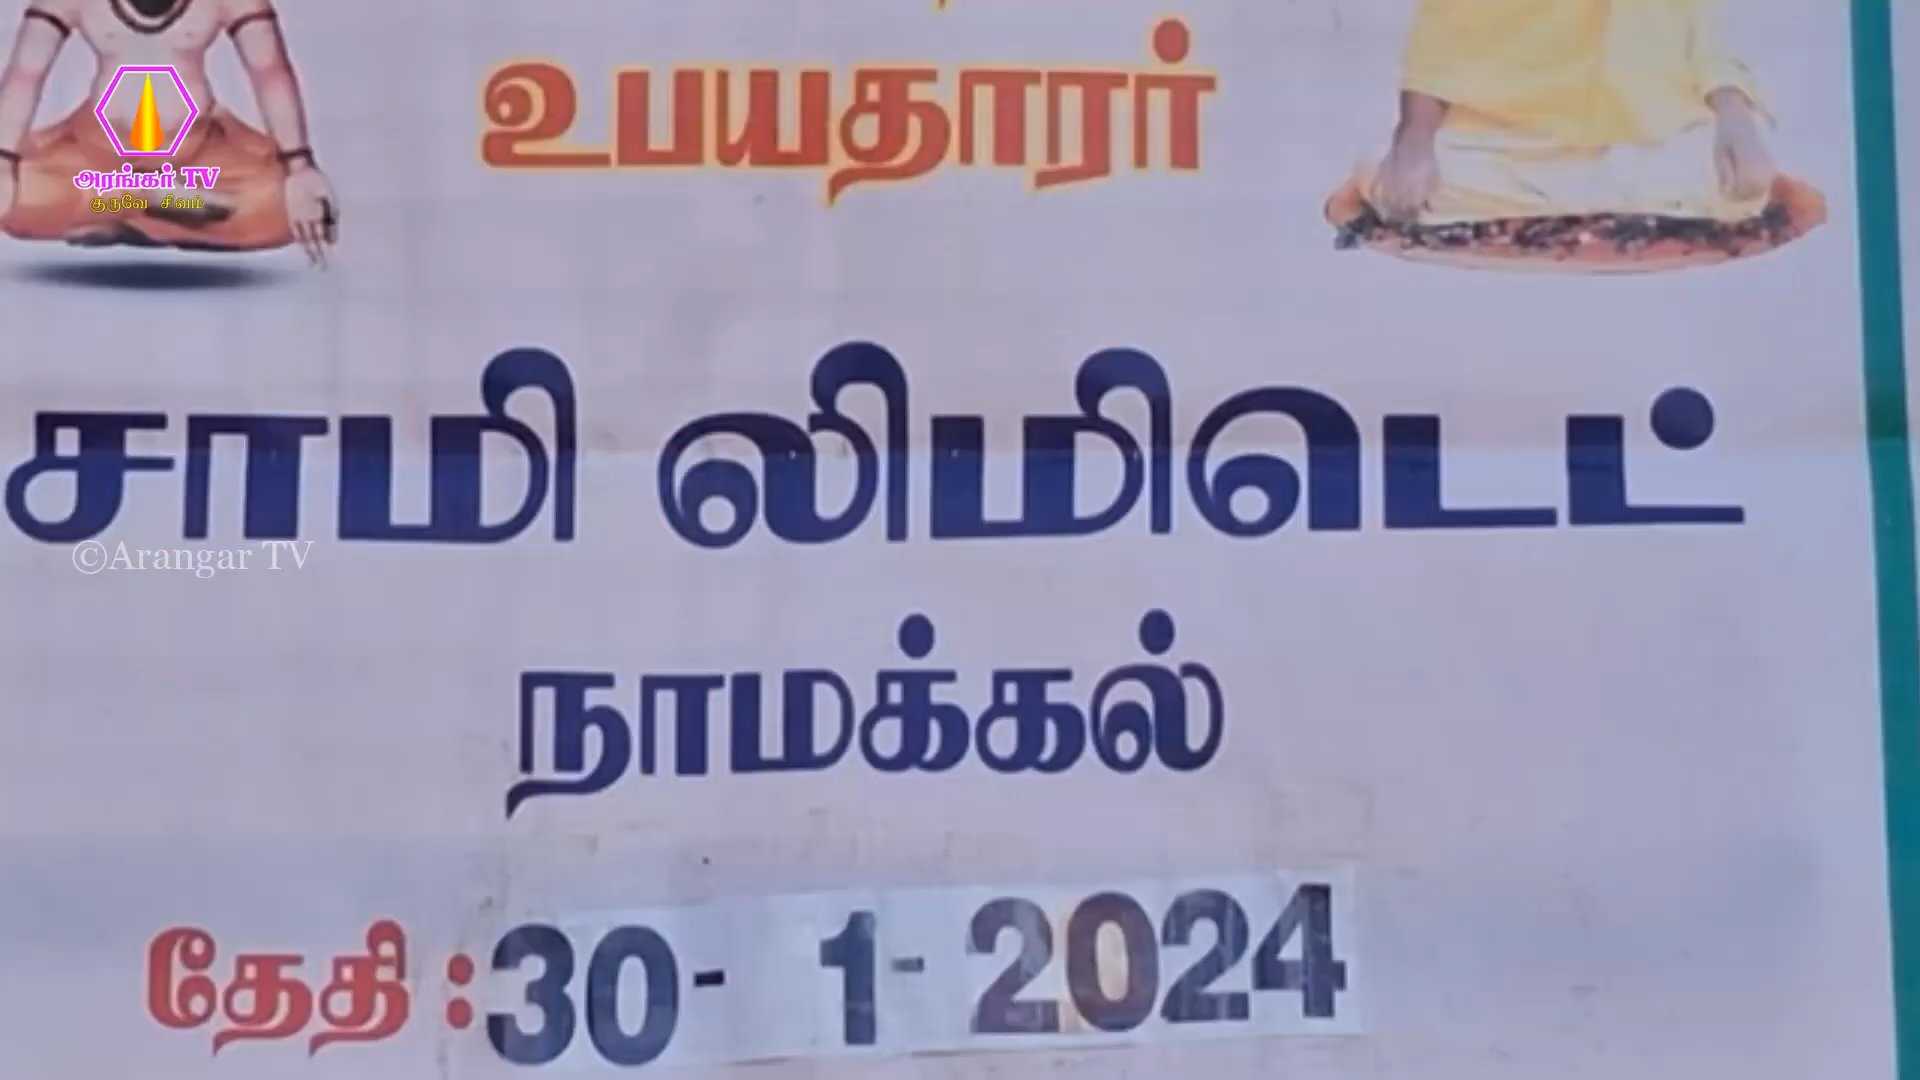 உபயதாரர்
அரங்கர் TV
குருவே சிவம்
சாமி லிமிடெட்
©Arangar TV
நாமக்கல்
தேதி : 30- 1- 2024